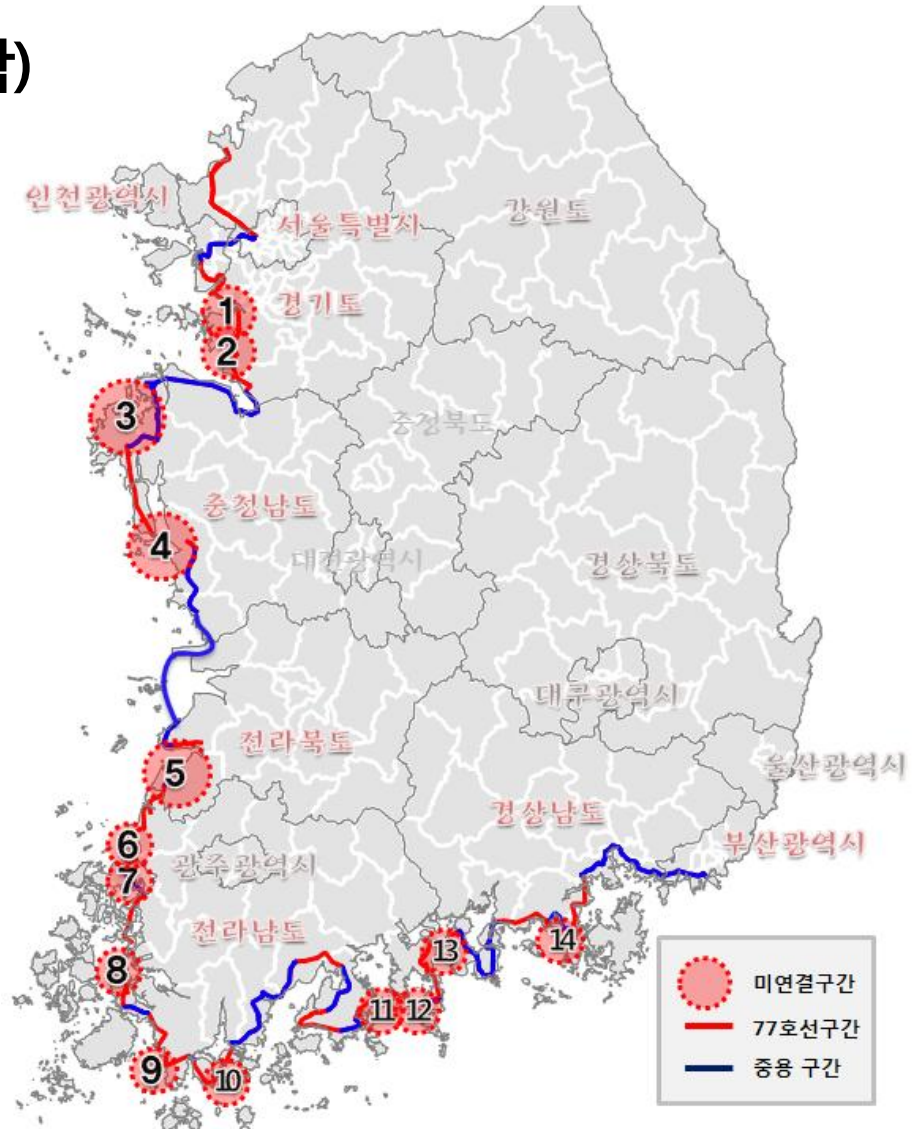 )
인천광역시
서울특별시
강원도
1
경기도
2
3
충청북도
충청남도
4
대전광역시
경상북도
대구광역시
전라북도
5
울산광역시
경상남도
부산광역시
6
광주광역시
7
전라남도
13
14
8
11
12
9
10
미연결구간
77호선구간
중용 구간